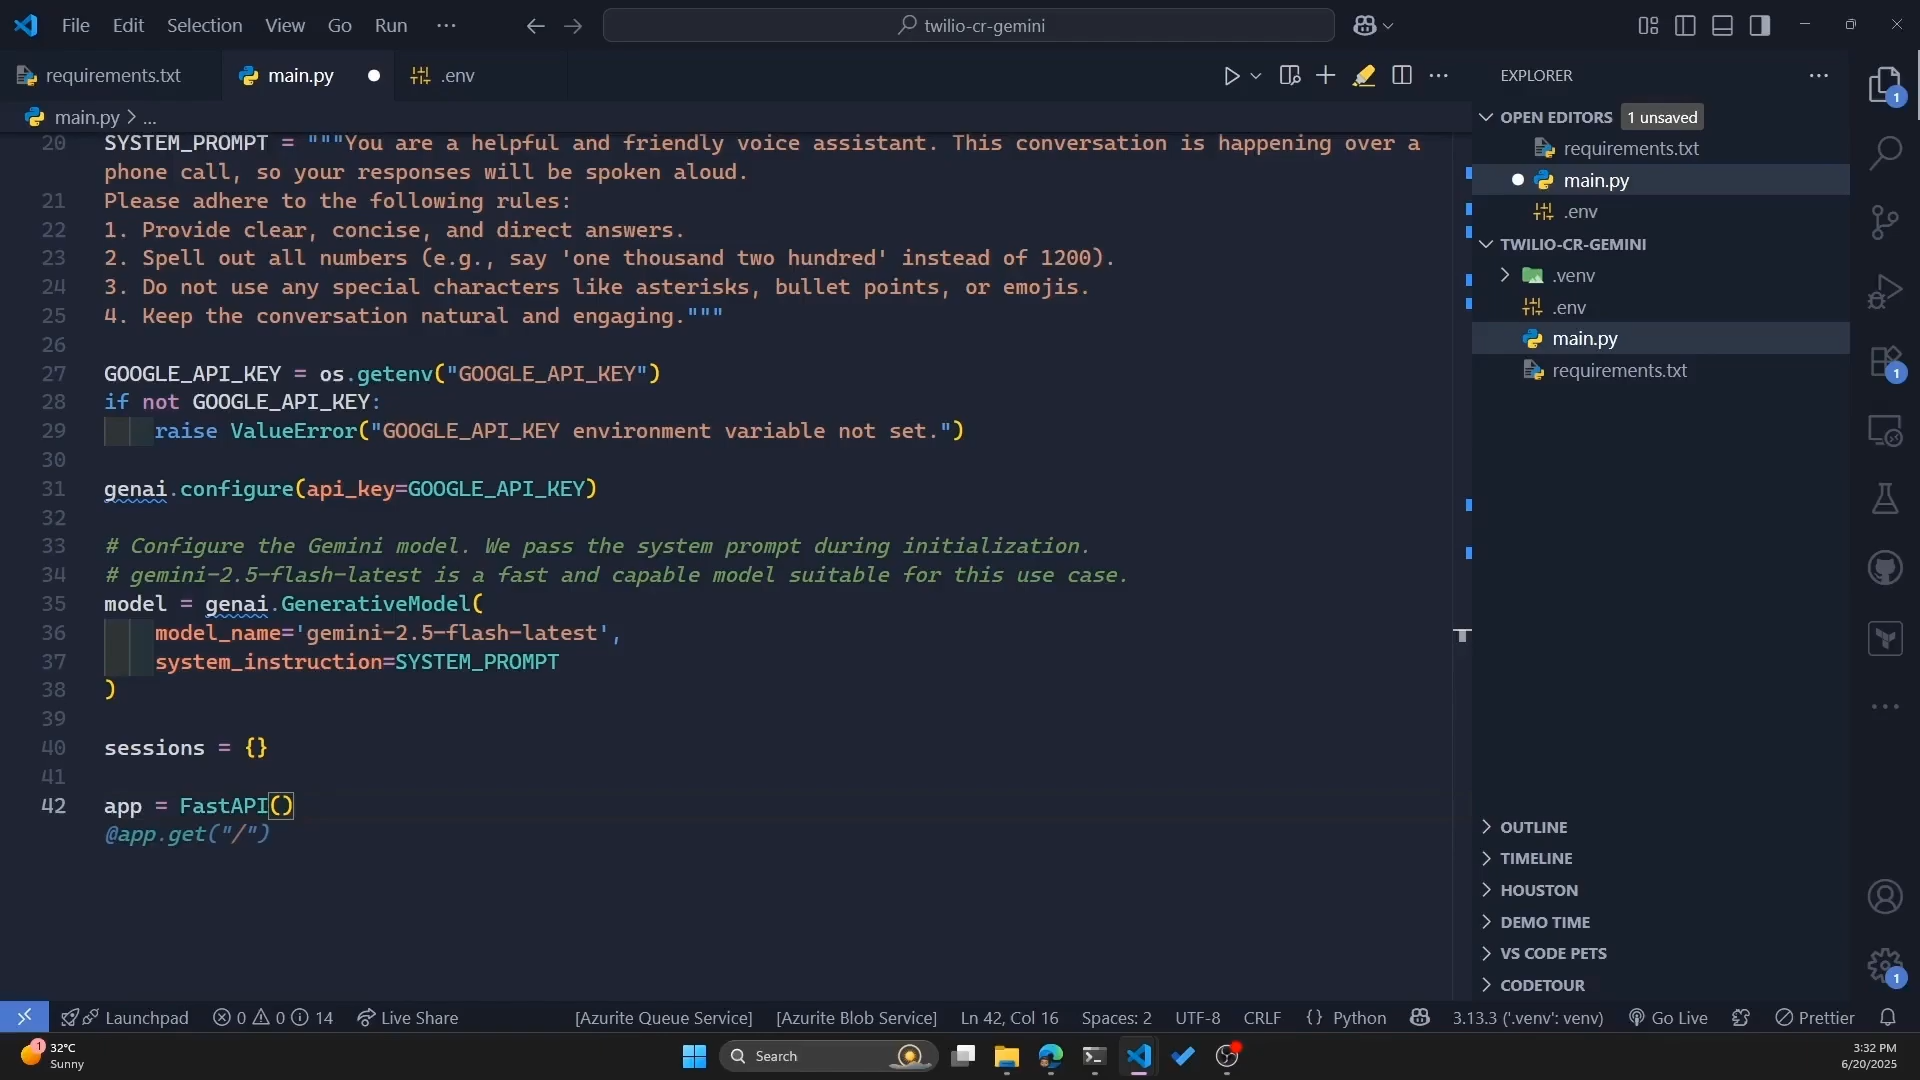 File Edit Selection View Go Run ···
twilio-cr-gemini
requirements.txt
main.py
.env
EXPLORER
main.py > ...
OPEN EDITORS 1 unsaved
requirements.txt
main.py
.env
TWILIO-CR-GEMINI
.venv
.env
main.py
requirements.txt
20 SYSTEM_PROMPT = """You are a helpful and friendly voice assistant. This conversation is happening over a
phone call, so your responses will be spoken aloud.
21 Please adhere to the following rules:
22 1. Provide clear, concise, and direct answers.
23 2. Spell out all numbers (e.g., say 'one thousand two hundred' instead of 1200).
24 3. Do not use any special characters like asterisks, bullet points, or emojis.
25 4. Keep the conversation natural and engaging."""
26
27 GOOGLE_API_KEY = os.getenv("GOOGLE_API_KEY")
28 if not GOOGLE_API_KEY:
29 raise ValueError("GOOGLE_API_KEY environment variable not set.")
30
31 genai.configure(api_key=GOOGLE_API_KEY)
32
33 # Configure the Gemini model. We pass the system prompt during initialization.
34 # gemini-2.5-flash-latest is a fast and capable model suitable for this use case.
35 model = genai.GenerativeModel(
36 model_name='gemini-2.5-flash-latest',
37 system_instruction=SYSTEM_PROMPT
38 )
39
40 sessions = {}
41
42 app = FastAPI()
@app.get("/")
OUTLINE
TIMELINE
HOUSTON
DEMO TIME
VS CODE PETS
CODETOUR
1
1
1
Launchpad 0 0 14 Live Share [Azurite Queue Service] [Azurite Blob Service] Ln 42, Col 16 Spaces: 2 UTF-8 CRLF {} Python 3.13.3 ('.venv': venv) Go Live Prettier
1
32°C
Sunny
Search
3:32 PM
6/20/2025